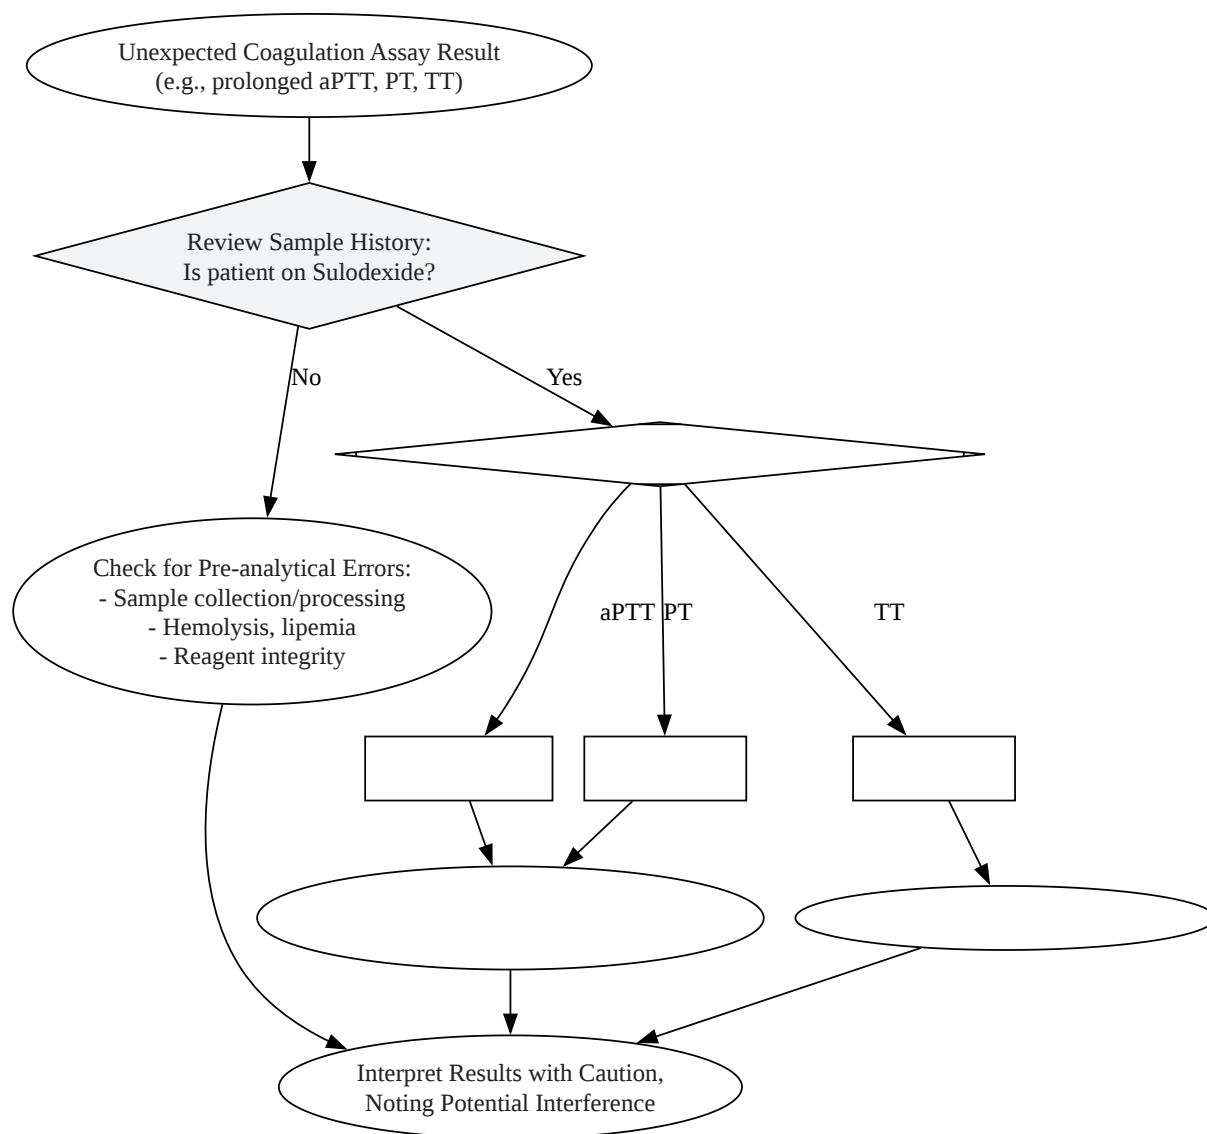 Unexpected Coagulation Assay Result
(e.g., prolonged aPTT, PT, TT)
Review Sample History:
Is patient on Sulodexide?
No
Yes
Check for Pre-analytical Errors:
- Sample collection/processing
- Hemolysis, lipemia
- Reagent integrity
aPTT
PT
TT
Interpret Results with Caution,
Noting Potential Interference